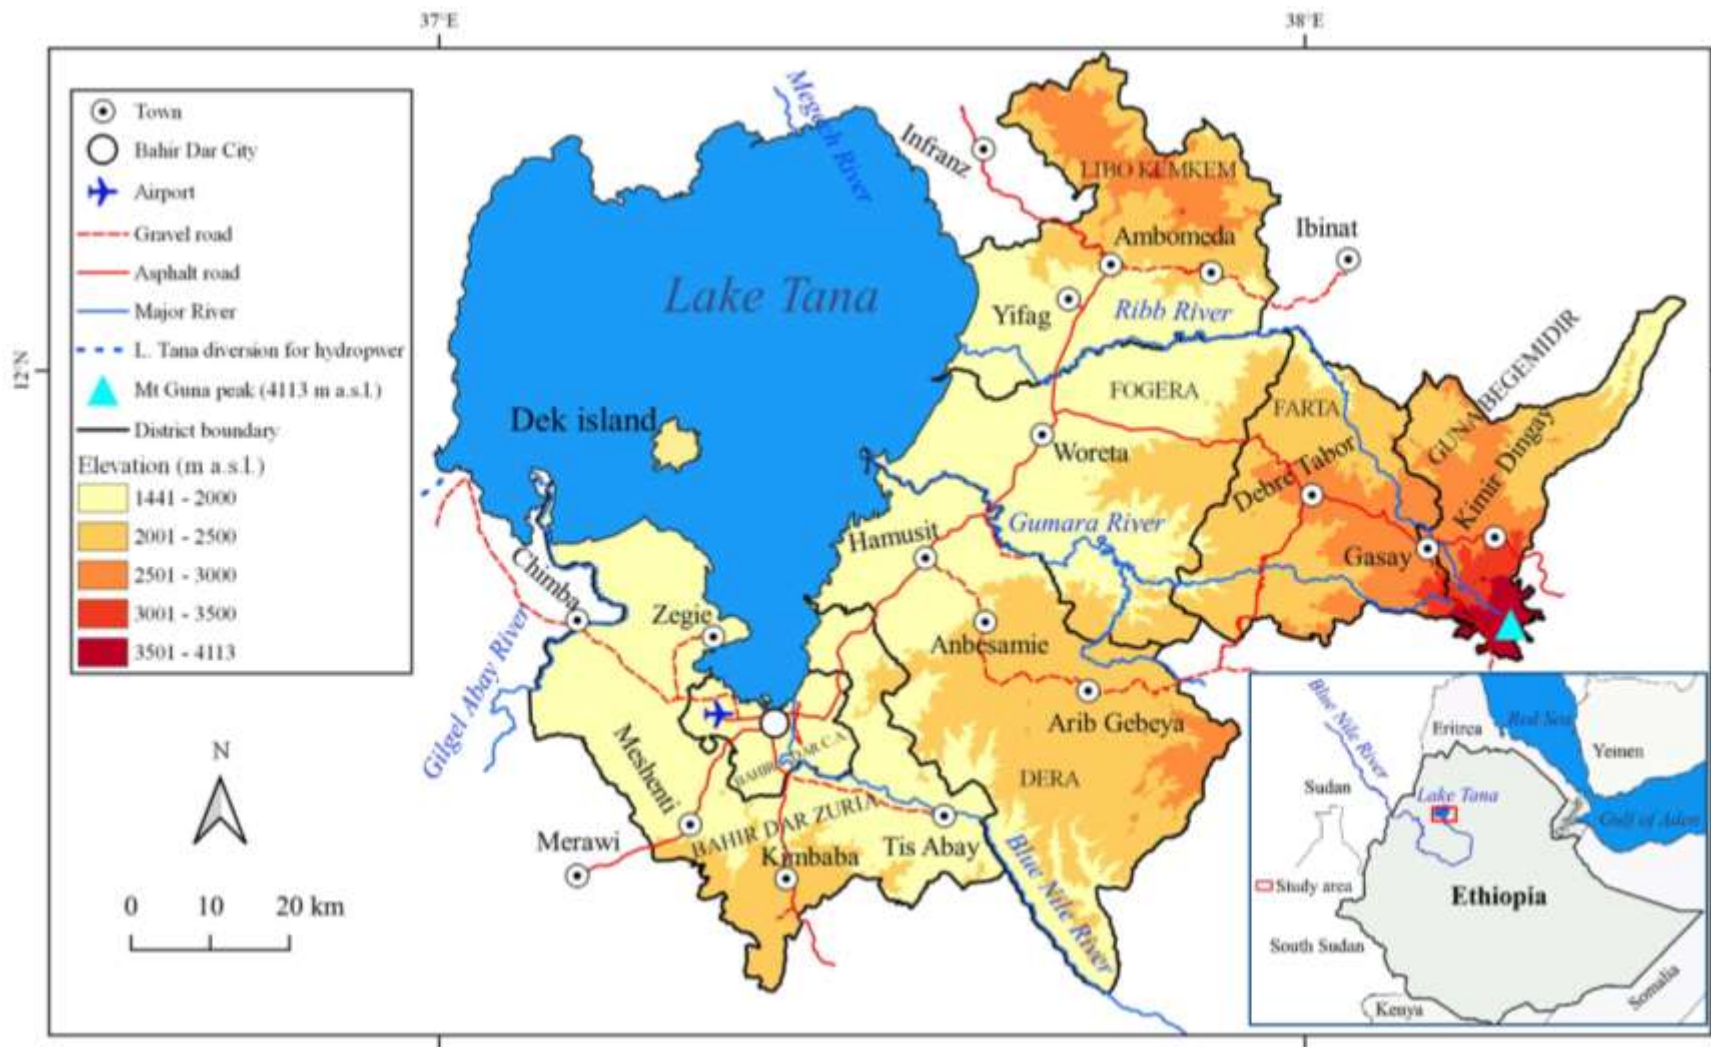 37°E
38°E
12°N
Town
Bahir Dar City
Airport
Gravel road
Asphalt road
Major River
L. Tana diversion for hydropwer
Mt Guna peak (4113 m a.s.l.)
District boundary
Elevation (m a.s.l.)
1441 - 2000
2001 - 2500
2501 - 3000
3001 - 3500
3501 - 4113
N
0 10 20 km
Megech River
Infranz
LIBO KEMKEM
Ambomeda
Ibinat
Lake Tana
Yifag
Ribb River
GUNA BEGEMIDIR
FOGERA
FARTA
Dek island
Woreta
Debre Tabor
Kimir Dingay
Gumara River
Hamusit
Gasay
Chimba
Zegie
Anbesamie
Gilgel Abay River
Arib Gebeya
Meshenti
BAHIR DAR C.A
DERA
BAHIR DAR ZURIA
Merawi
Kimbaba
Tis Abay
Blue Nile River
Blue Nile River
Eritrea
Red Sea
Yemen
Sudan
Lake Tana
Gulf of Aden
Study area
Ethiopia
South Sudan
Somalia
Kenya